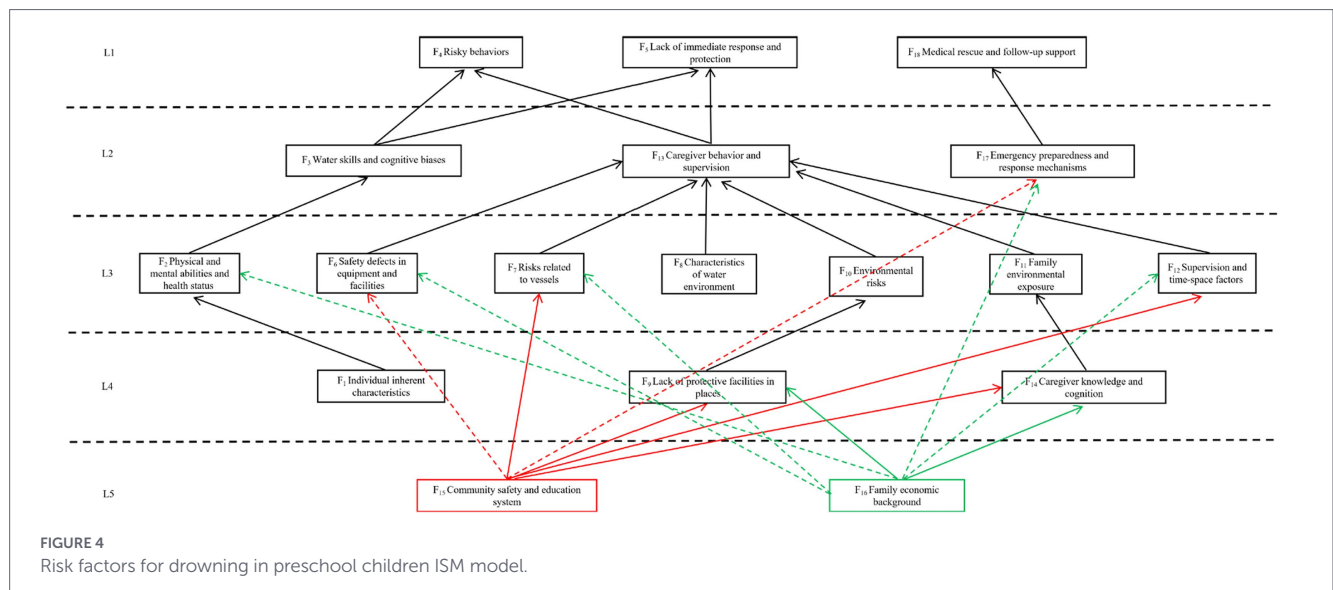 L1
F4 Risky behaviors
F5 Lack of immediate response and
protection
F18 Medical rescue and follow-up support
L2
F3 Water skills and cognitive biases
F13 Caregiver behavior and
supervision
F17 Emergency preparedness and
response mechanisms
L3
F2 Physical and
mental abilities and
health status
F6 Safety defects in
equipment and
facilities
F7 Risks related
to vessels
F8 Characteristics
of water
environment
F10 Environmental
risks
F11 Family
environmental
exposure
F12 Supervision and
time-space factors
L4
F1 Individual inherent
characteristics
F9 Lack of protective facilities in
places
F14 Caregiver knowledge and
cognition
L5
F15 Community safety and education
system
F16 Family economic
background
FIGURE 4
Risk factors for drowning in preschool children ISM model.